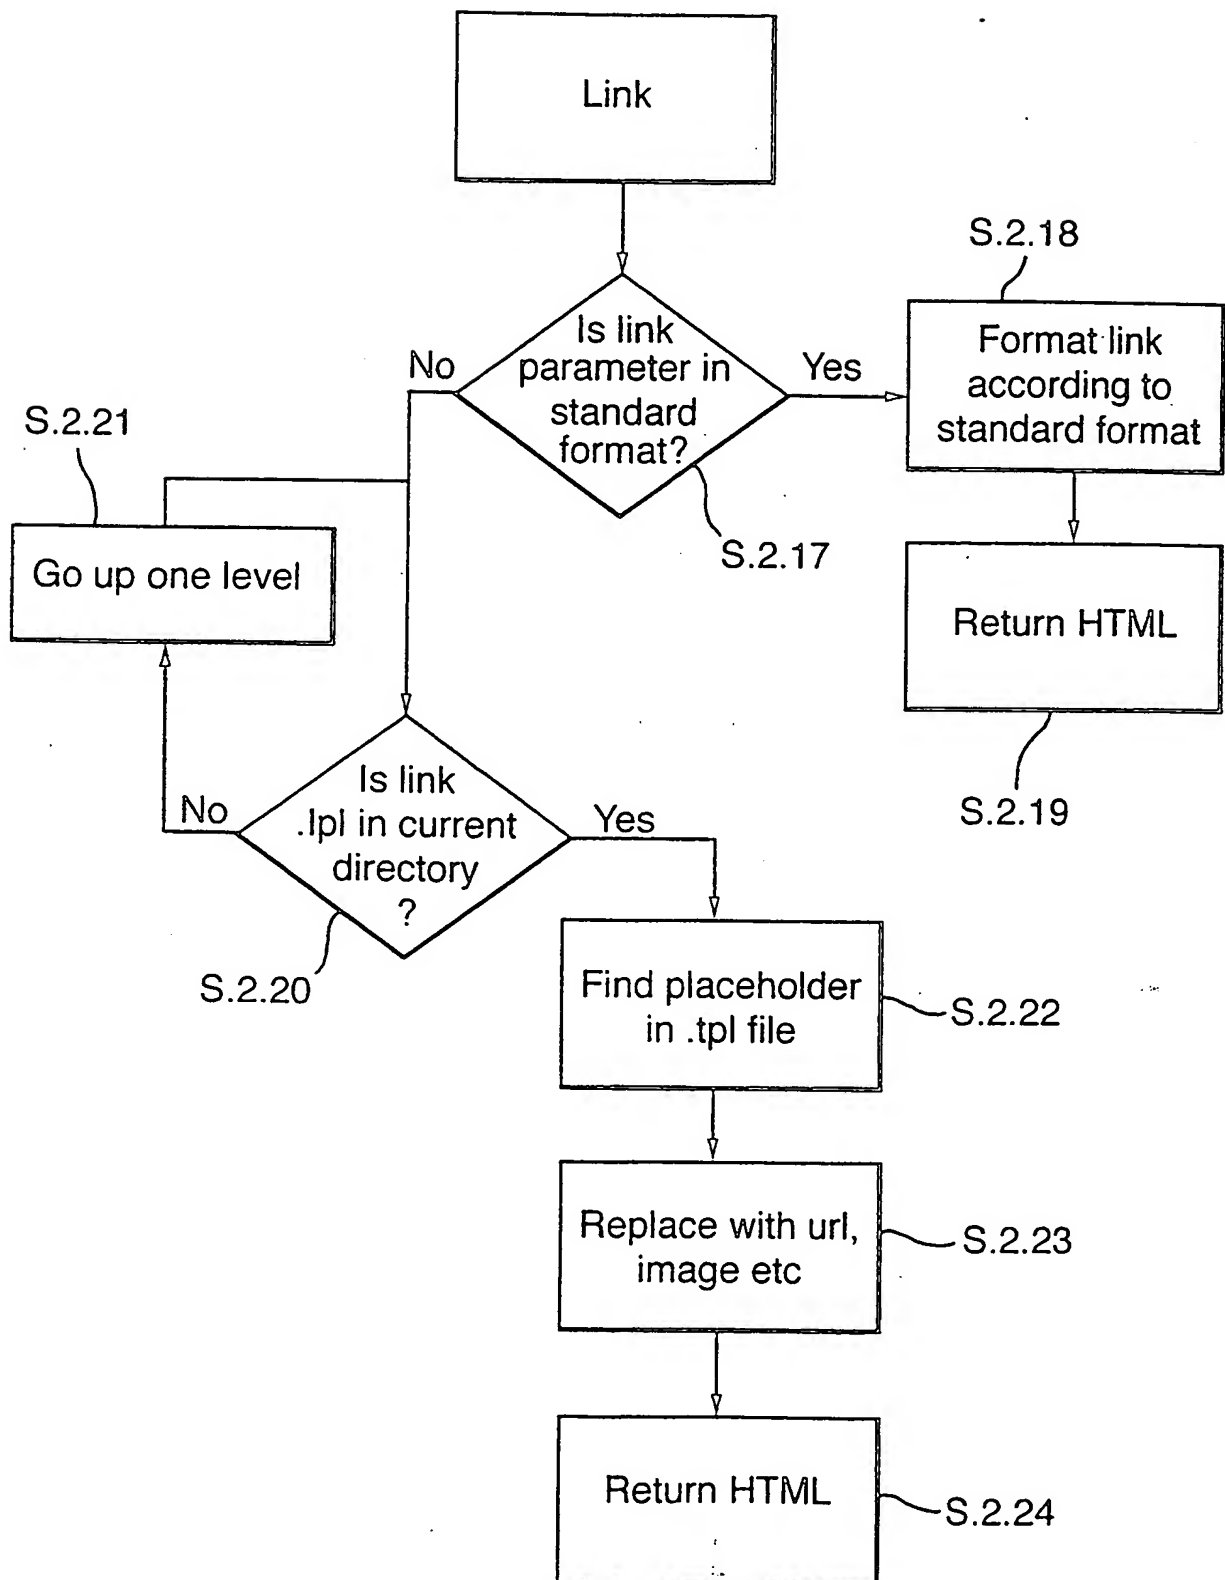 Link
S.2.18
Is link
parameter in
standard
format?
No
Yes
Format link
according to
standard format
S.2.21
S.2.17
Go up one level
Return HTML
S.2.19
Is link
.lpl in current
directory
?
No
Yes
S.2.20
Find placeholder
in .tpl file
S.2.22
Replace with url,
image etc
S.2.23
Return HTML
S.2.24